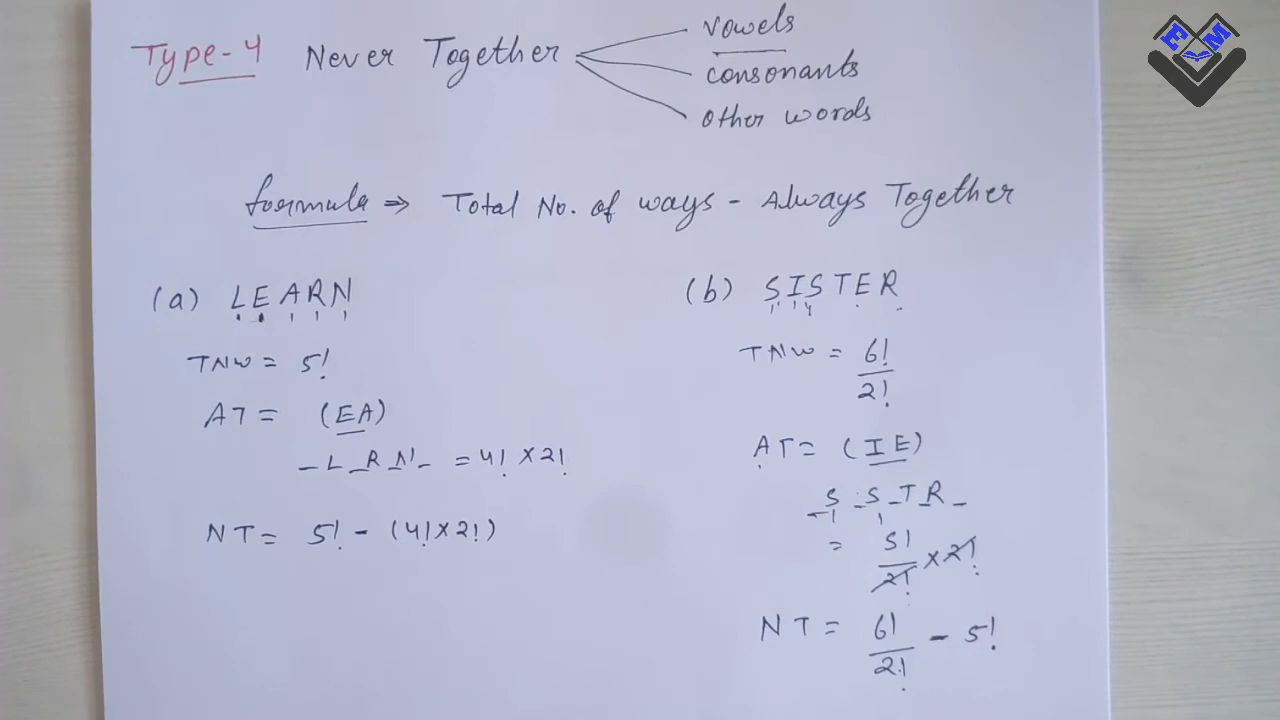 Type-4 Never Together
vowels
consonants
other words
formula ⇒ Total No. of ways - Always Together
(a) LEARN
TNW = 5!
AT = (EA)
_ L _ R _ N _ = 4! × 2!
NT = 5! - (4! × 2!)
(b) SISTER
TNW = 6!
2!
AT = (IE)
_ S _ S _ T _ R _
= 5!/2! × 2!
NT = 6!/2! - 5!
EM